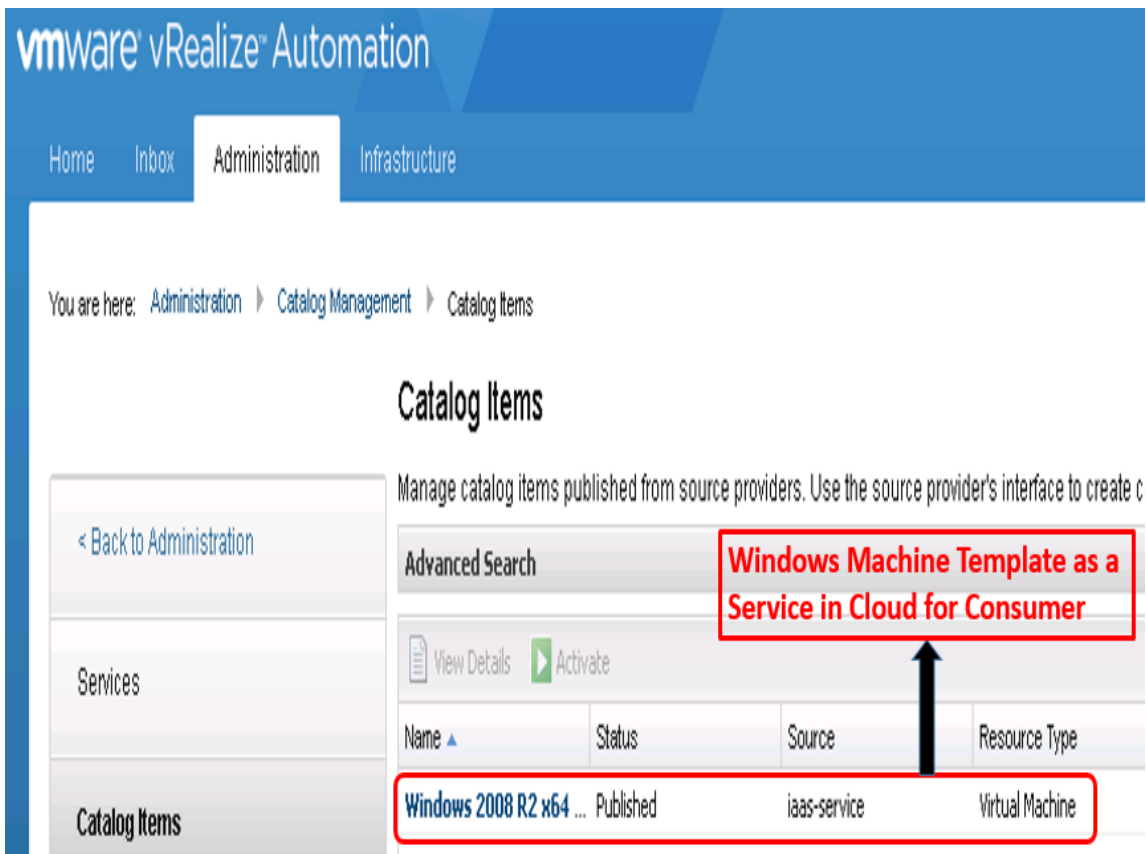 vmware® vRealize™ Automation
Home Inbox Administration Infrastructure
You are here: Administration Catalog Management Catalog Items
Catalog Items
Manage catalog items published from source providers. Use the source provider's interface to create c
< Back to Administration
Services
Catalog Items
Advanced Search
Windows Machine Template as a
Service in Cloud for Consumer
View Details Activate
Name Status Source Resource Type
Windows 2008 R2 x64 ... Published iaas-service Virtual Machine